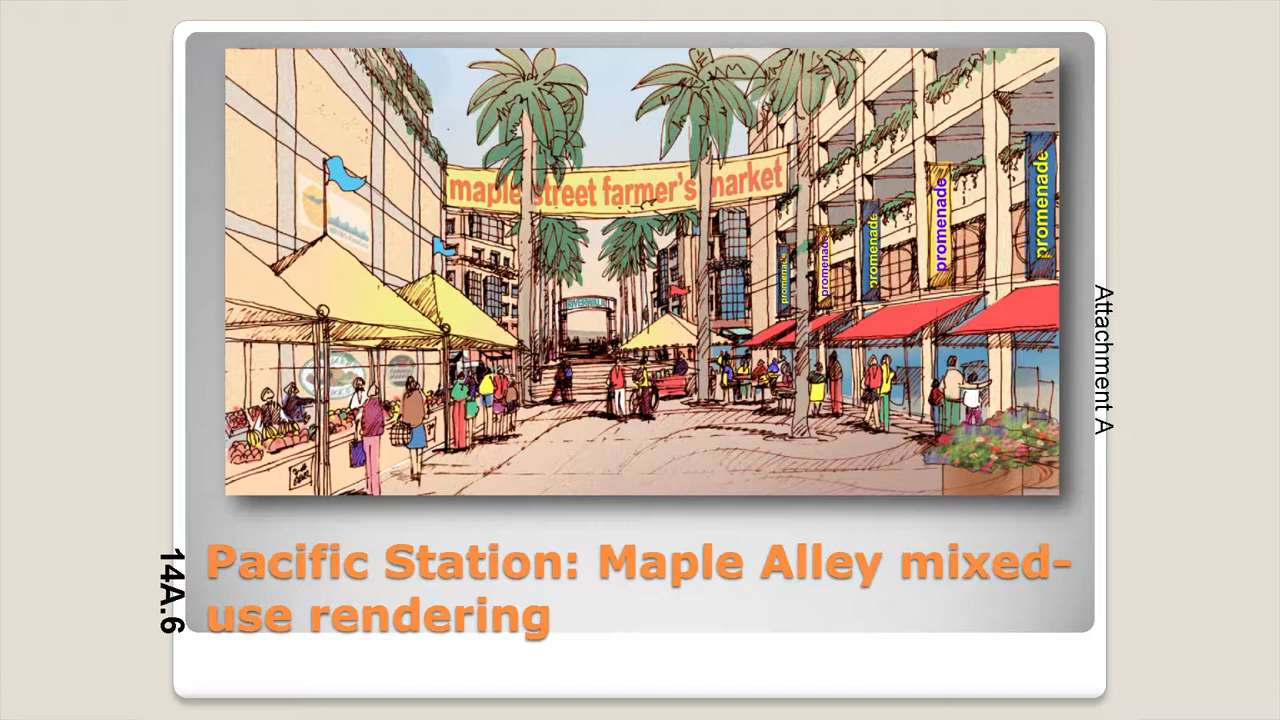 maple street farmer's market
RIVERWALK
promenade
promenade
promenade
promenade
promenade
Pacific Station: Maple Alley mixed-
use rendering
Attachment A
14A.6